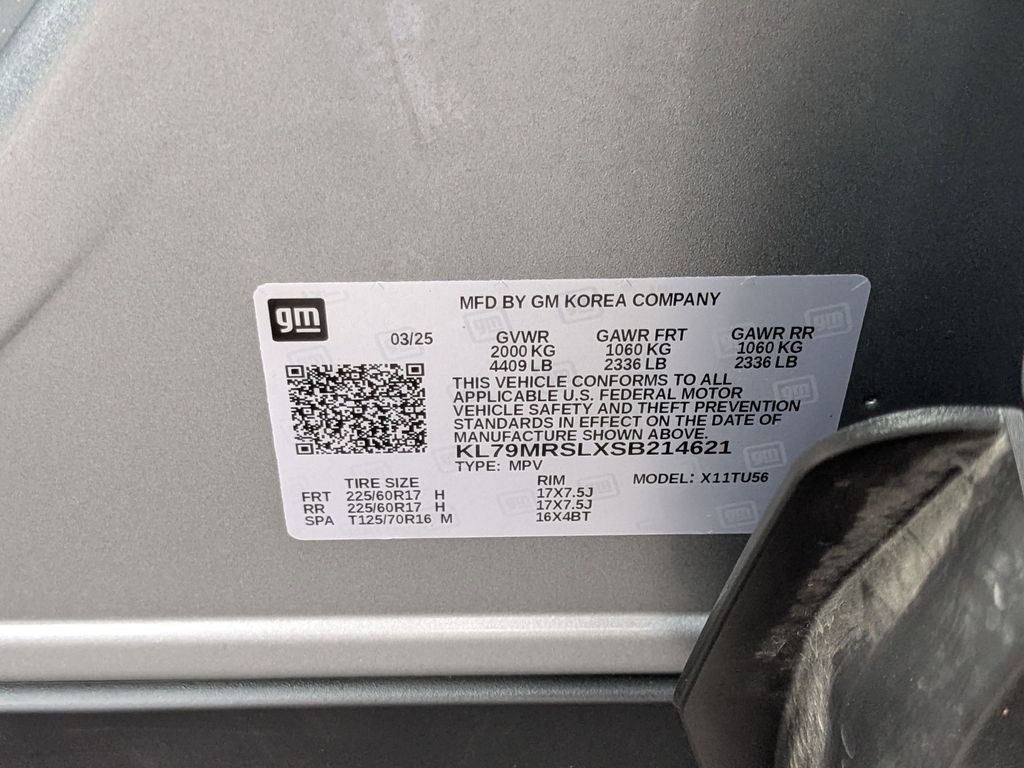 gm
MFD BY GM KOREA COMPANY
03/25 GVWR GAWR FRT GAWR RR
2000 KG 1060 KG 1060 KG
4409 LB 2336 LB 2336 LB
THIS VEHICLE CONFORMS TO ALL
APPLICABLE U.S. FEDERAL MOTOR
VEHICLE SAFETY AND THEFT PREVENTION
STANDARDS IN EFFECT ON THE DATE OF
MANUFACTURE SHOWN ABOVE.
KL79MRSLXSB214621
TYPE: MPV MODEL: X11TU56
TIRE SIZE RIM
FRT 225/60R17 H 17X7.5J
RR 225/60R17 H 17X7.5J
SPA T125/70R16 M 16X4BT